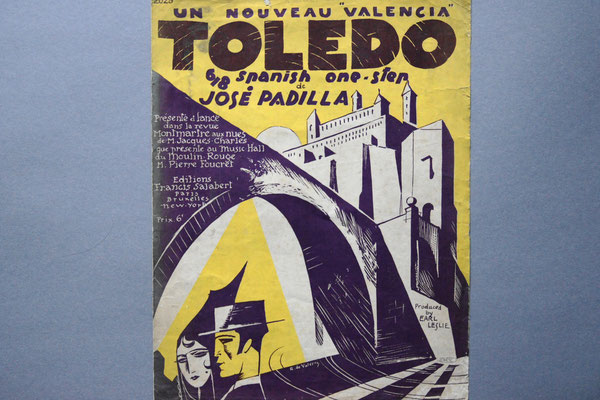 UN NOUVEAU "VALENCIA"
TOLEDO
6/8 spanish one-step
de
JOSÉ PADILLA
Présenté et lancé
dans la revue
Montmartre aux nues
de M. Jacques-Charles
que présente au Music Hall
du Moulin-Rouge
M. Pierre Foucret
Editions
Francis Salabert
Paris
Bruxelles
New-York
Prix 6f
Produced
by
EARL
LESLIE